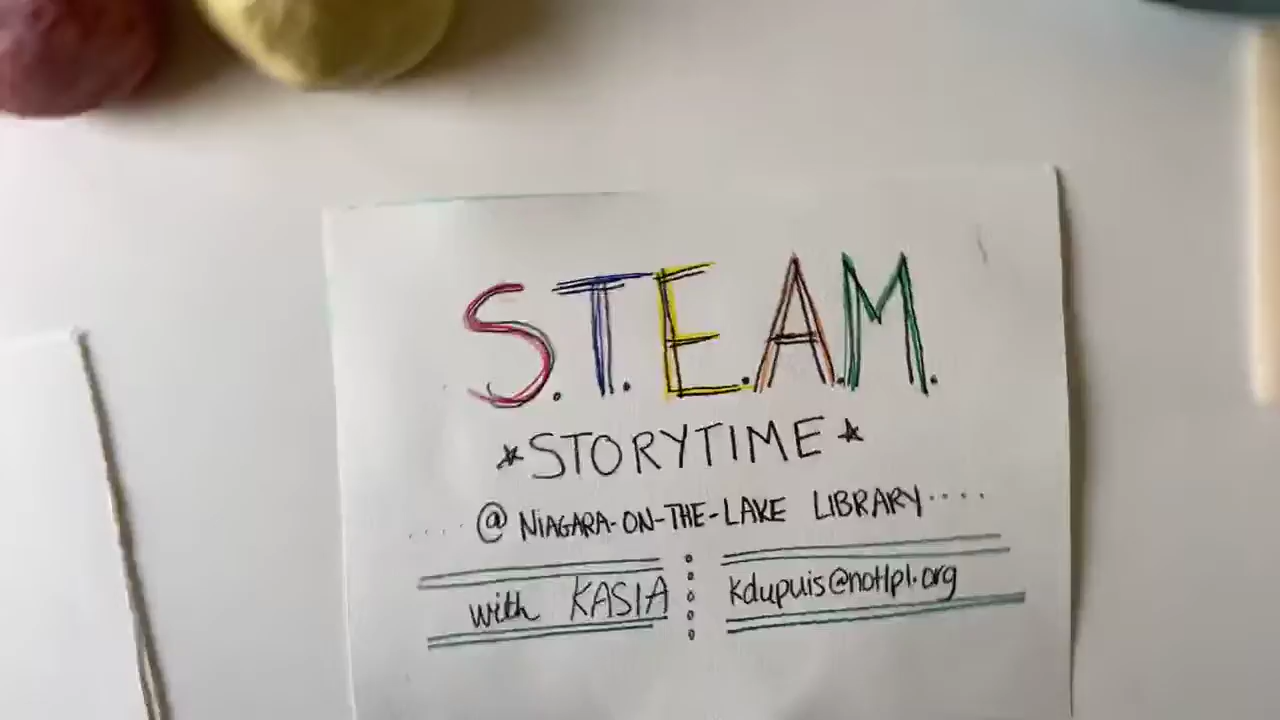 S.T.E.A.M.
*STORYTIME*
.... @ NIAGARA-ON-THE-LAKE LIBRARY ....
with KASIA
kdupuis@notlpl.org